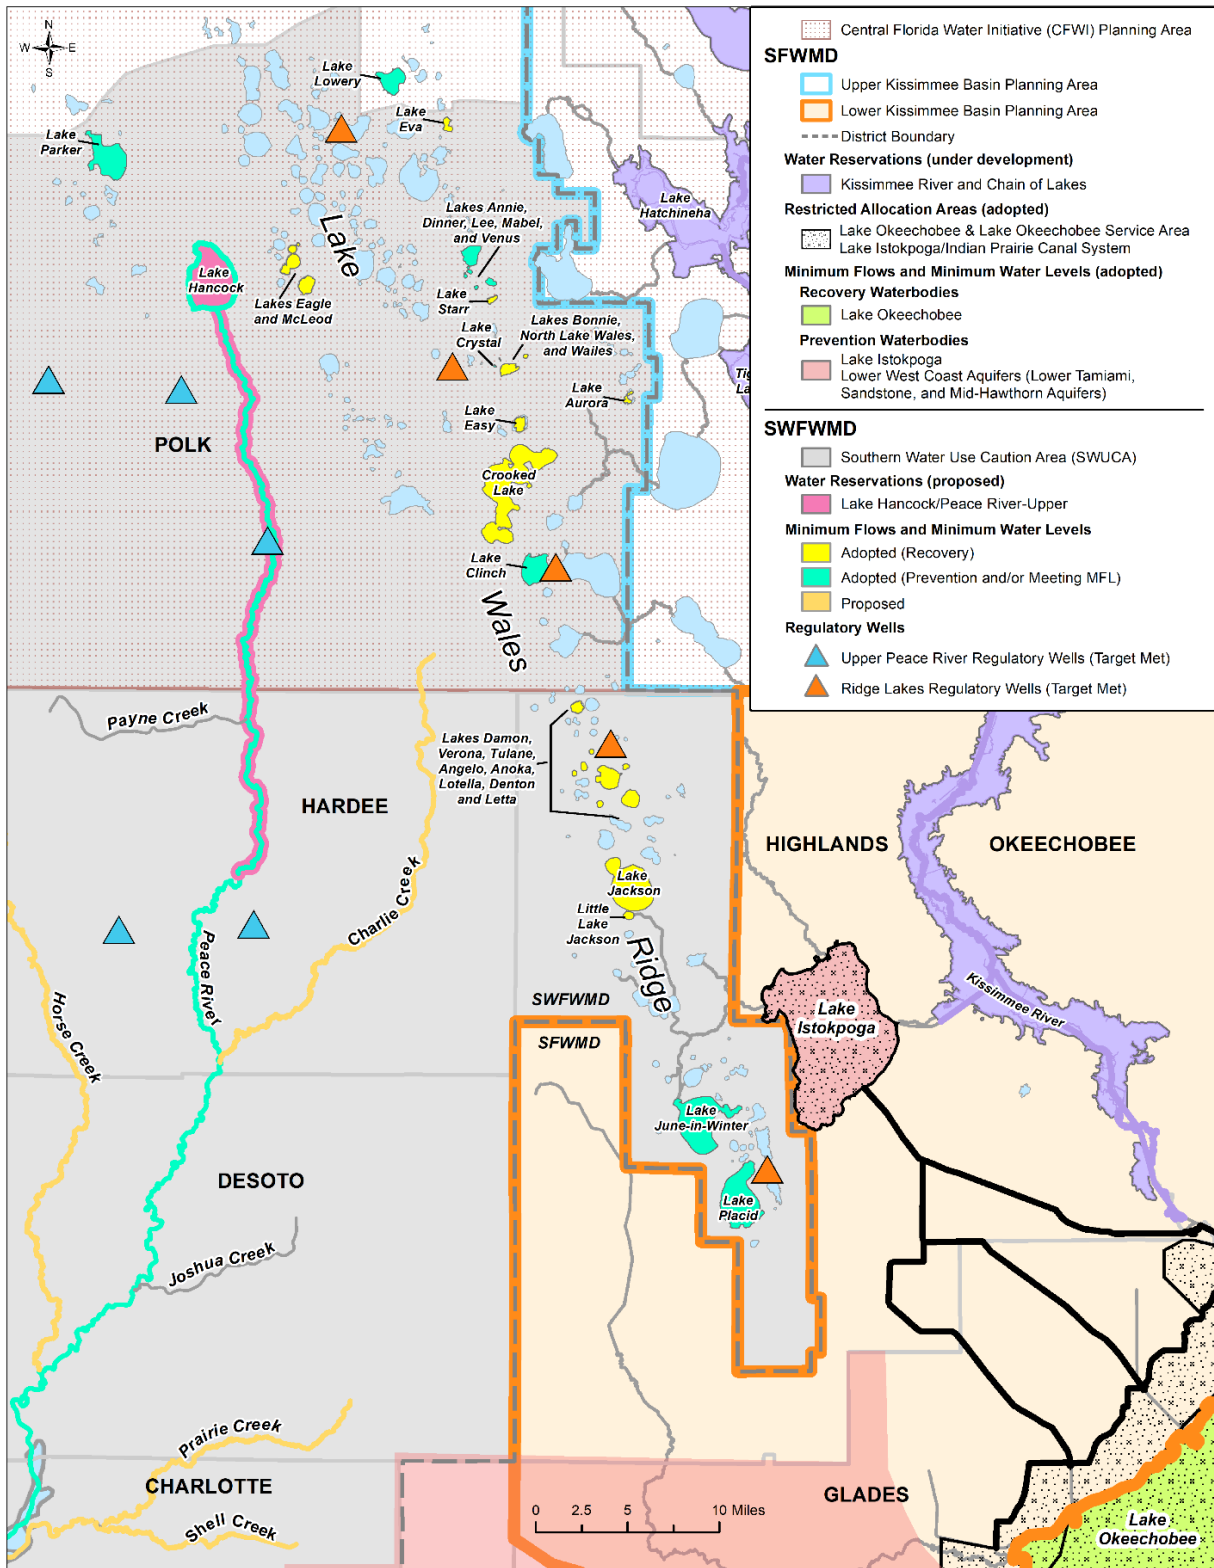 N
W E
S
Lake
Lowery
Lake
Eva
Lake
Parker
Lake
Hatchineha
Lakes Annie,
Dinner, Lee, Mabel,
and Venus
Lake
Lake
Hancock
Lakes Eagle
and McLeod
Lake
Starr
Lakes Bonnie,
North Lake Wales,
and Wailes
Lake
Crystal
Lake
Aurora
Lake
Easy
POLK
Crooked
Lake
Lake
Clinch
Wales
Payne Creek
Lakes Damon,
Verona, Tulane,
Angelo, Anoka,
Lotella, Denton
and Letta
HARDEE
HIGHLANDS
OKEECHOBEE
Lake
Jackson
Little
Lake
Jackson
Charlie Creek
Peace River
Horse Creek
Ridge
SWFWMD
SFWMD
Lake
Istokpoga
Kissimmee River
Lake
June-in-Winter
Lake
Placid
DESOTO
Joshua Creek
Prairie Creek
CHARLOTTE
Shell Creek
GLADES
0 2.5 5 10 Miles
Lake
Okeechobee
Central Florida Water Initiative (CFWI) Planning Area
SFWMD
Upper Kissimmee Basin Planning Area
Lower Kissimmee Basin Planning Area
District Boundary
Water Reservations (under development)
Kissimmee River and Chain of Lakes
Restricted Allocation Areas (adopted)
Lake Okeechobee & Lake Okeechobee Service Area
Lake Istokpoga/Indian Prairie Canal System
Minimum Flows and Minimum Water Levels (adopted)
Recovery Waterbodies
Lake Okeechobee
Prevention Waterbodies
Lake Istokpoga
Lower West Coast Aquifers (Lower Tamiami,
Sandstone, and Mid-Hawthorn Aquifers)
SWFWMD
Southern Water Use Caution Area (SWUCA)
Water Reservations (proposed)
Lake Hancock/Peace River-Upper
Minimum Flows and Minimum Water Levels
Adopted (Recovery)
Adopted (Prevention and/or Meeting MFL)
Proposed
Regulatory Wells
Upper Peace River Regulatory Wells (Target Met)
Ridge Lakes Regulatory Wells (Target Met)